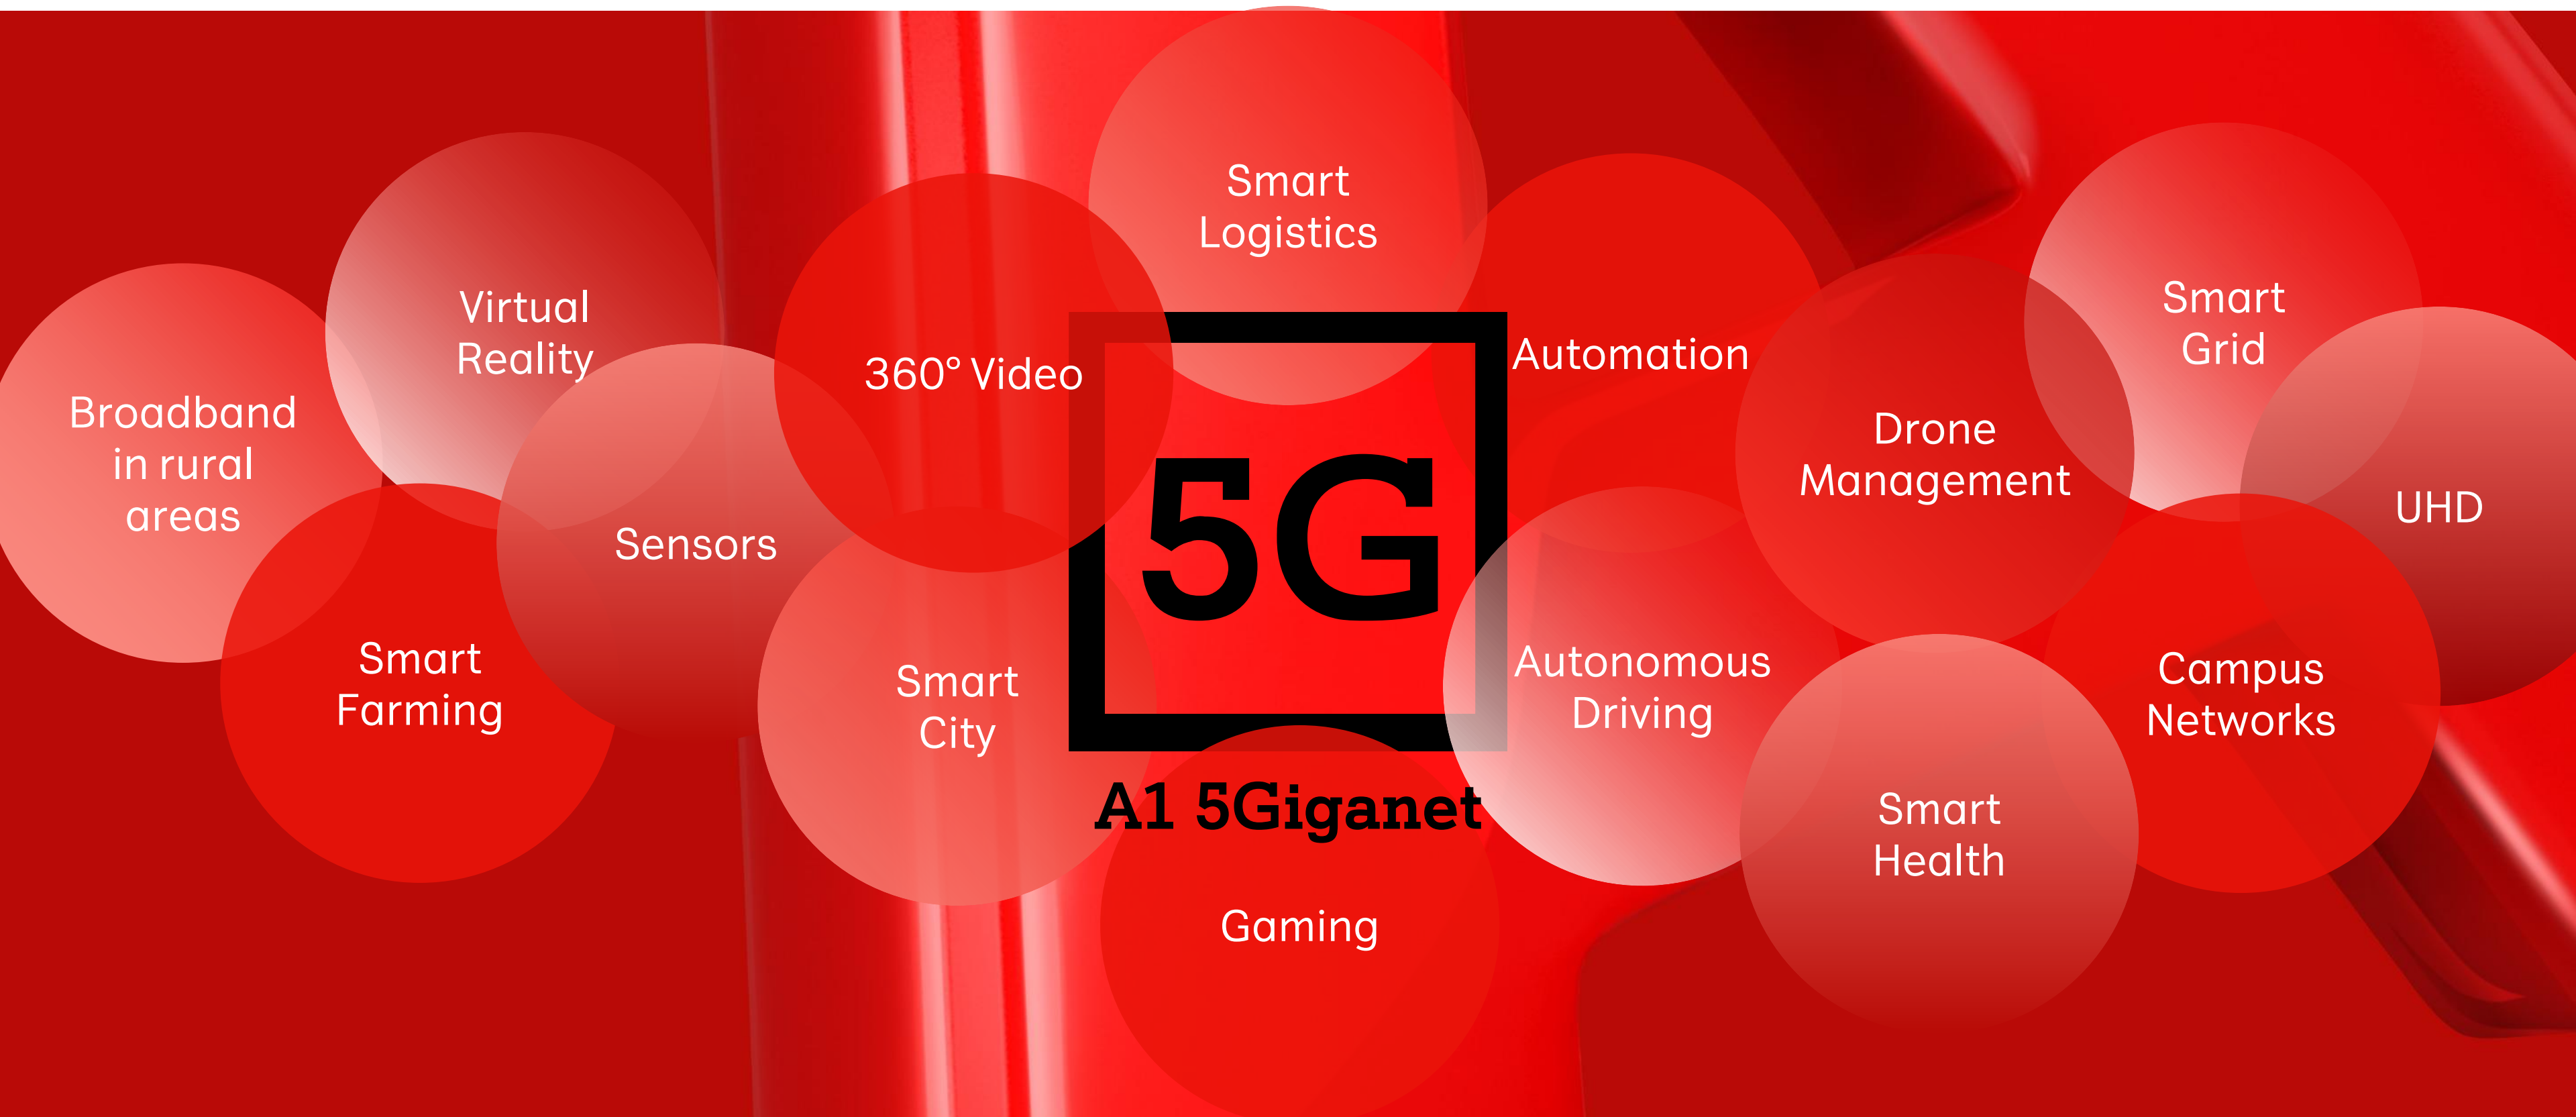 Broadband
in rural
areas
Virtual
Reality
Smart
Farming
Sensors
360º Video
Smart
City
Smart
Logistics
5G
A1 5Giganet
Gaming
Automation
Autonomous
Driving
Drone
Management
Smart
Health
Smart
Grid
Campus
Networks
UHD